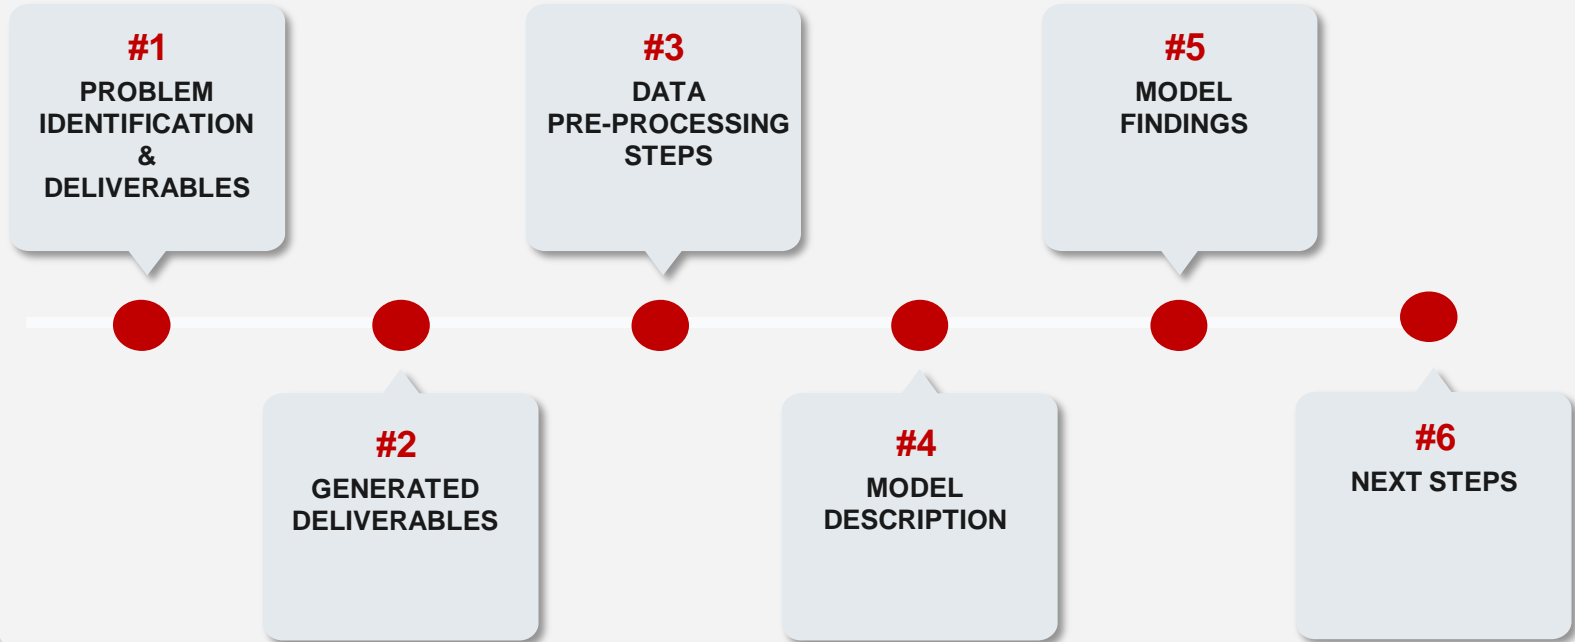 #1
PROBLEM
IDENTIFICATION
&
DELIVERABLES
#2
GENERATED
DELIVERABLES
#3
DATA
PRE-PROCESSING
STEPS
#4
MODEL
DESCRIPTION
#5
MODEL
FINDINGS
#6
NEXT STEPS